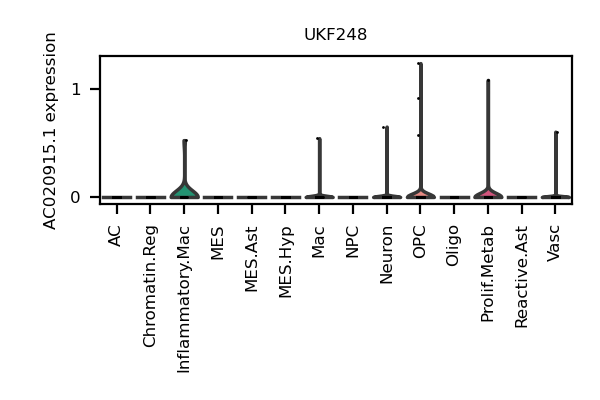 UKF248
AC020915.1 expression
1
0
AC
Chromatin.Reg
Inflammatory.Mac
MES
MES.Ast
MES.Hyp
Mac
NPC
Neuron
OPC
Oligo
Prolif.Metab
Reactive.Ast
Vasc